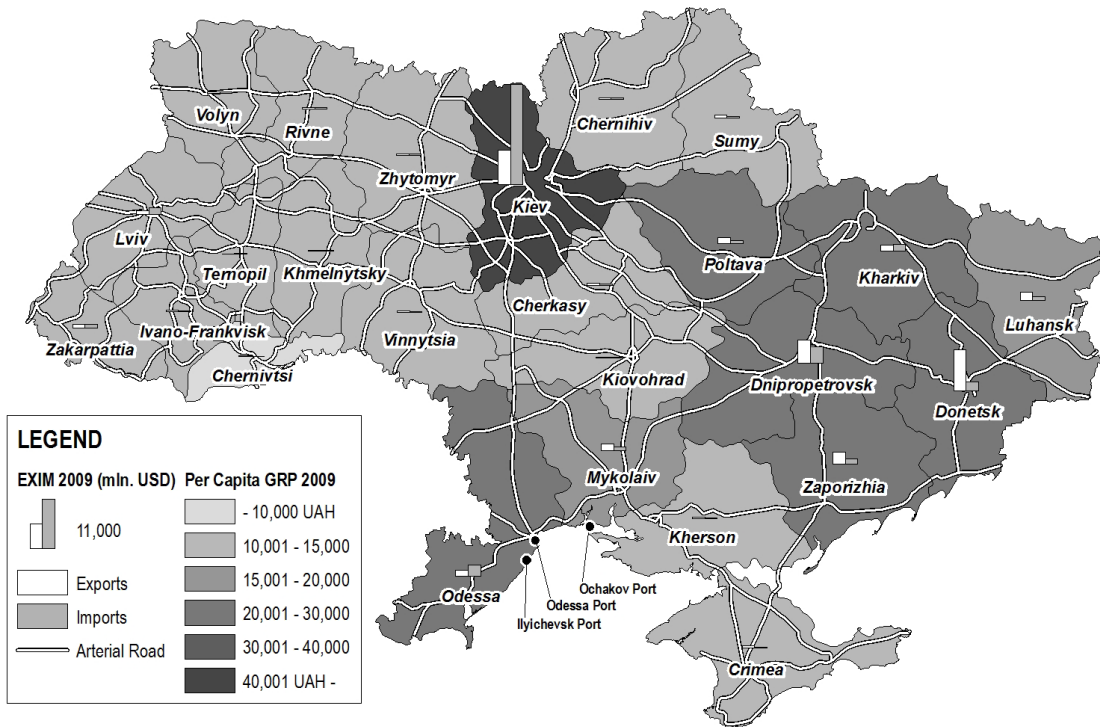 Volyn
Rivne
Chernihiv
Sumy
Zhytomyr
Kiev
Lviv
Ternopil
Khmelnytsky
Poltava
Kharkiv
Cherkasy
Zakarpattia
Ivano-Frankvisk
Vinnytsia
Luhansk
Chernivtsi
Kiovohrad
Dnipropetrovsk
Donetsk
Mykolaiv
Zaporizhia
Kherson
Odessa
Crimea
Ochakov Port
Odessa Port
Ilyichevsk Port
LEGEND
EXIM 2009 (mln. USD)
11,000
Exports
Imports
Arterial Road
Per Capita GRP 2009
- 10,000 UAH
10,001 - 15,000
15,001 - 20,000
20,001 - 30,000
30,001 - 40,000
40,001 UAH -